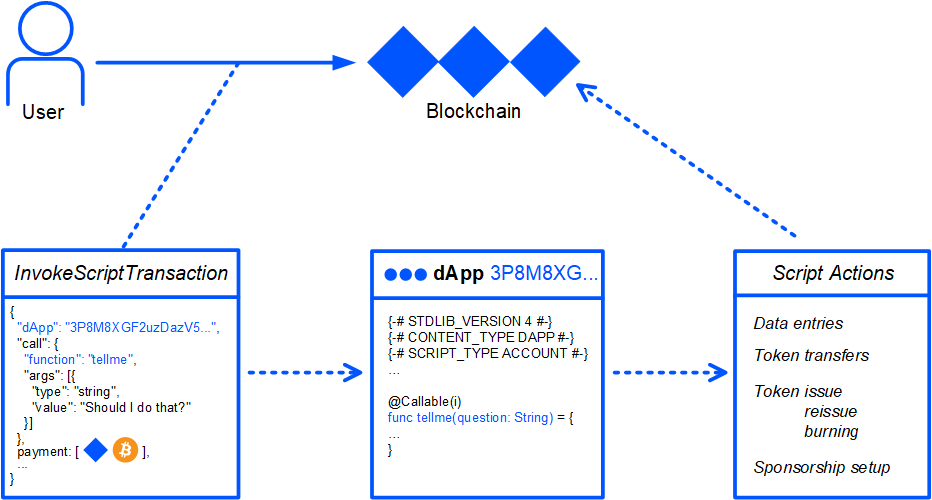 User
Blockchain
InvokeScriptTransaction
{
"dApp": "3P8M8XGF2uzDazV5...",
"call": {
"function": "tellme",
"args": [{
"type": "string",
"value": "Should I do that?"
}]
},
payment: [ ],
...
}
dApp 3P8M8XG...
{-# STDLIB_VERSION 4 #-}
{-# CONTENT_TYPE DAPP #-}
{-# SCRIPT_TYPE ACCOUNT #-}
...
@Callable(i)
func tellme(question: String) = {
...
}
Script Actions
Data entries
Token transfers
Token issue
reissue
burning
Sponsorship setup